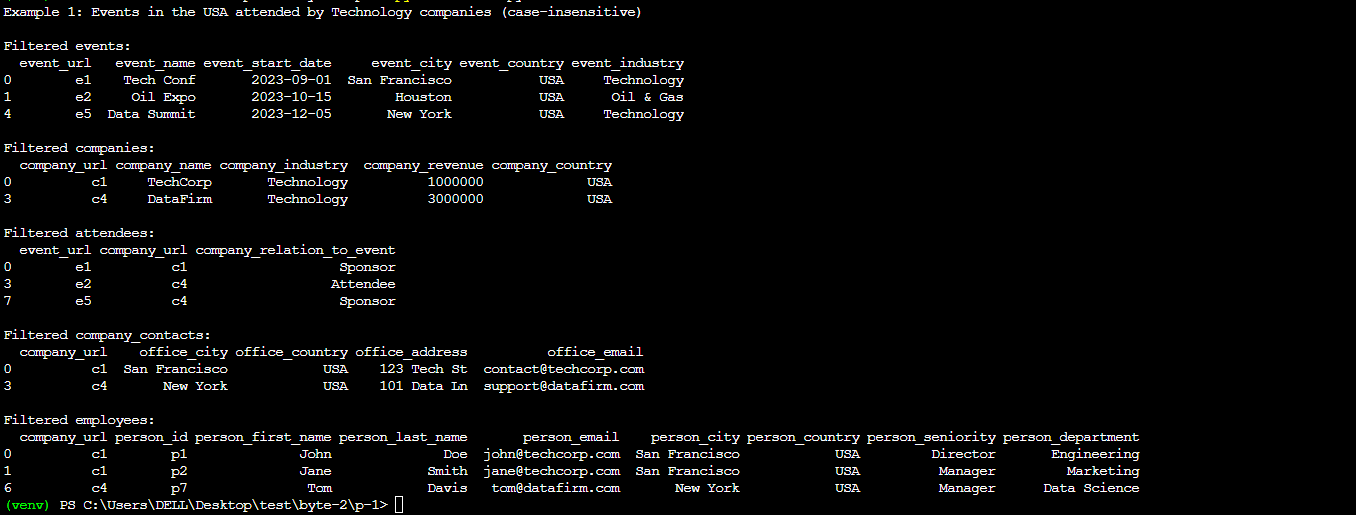 Example 1: Events in the USA attended by Technology companies (case-insensitive)
Filtered events:
event_url event_name event_start_date event_city event_country event_industry
0 e1 Tech Conf 2023-09-01 San Francisco USA Technology
1 e2 Oil Expo 2023-10-15 Houston USA Oil & Gas
4 e5 Data Summit 2023-12-05 New York USA Technology
Filtered companies:
company_url company_name company_industry company_revenue company_country
0 c1 TechCorp Technology 1000000 USA
3 c4 DataFirm Technology 3000000 USA
Filtered attendees:
event_url company_url company_relation_to_event
0 e1 c1 Sponsor
3 e2 c4 Attendee
7 e5 c4 Sponsor
Filtered company_contacts:
company_url office_city office_country office_address office_email
0 c1 San Francisco USA 123 Tech St contact@techcorp.com
3 c4 New York USA 101 Data Ln support@datafirm.com
Filtered employees:
company_url person_id person_first_name person_last_name person_email person_city person_country person_seniority person_department
0 c1 p1 John Doe john@techcorp.com San Francisco USA Director Engineering
1 c1 p2 Jane Smith jane@techcorp.com San Francisco USA Manager Marketing
6 c4 p7 Tom Davis tom@datafirm.com New York USA Manager Data Science
(venv) PS C:\Users\DELL\Desktop\test\byte-2\p-1>